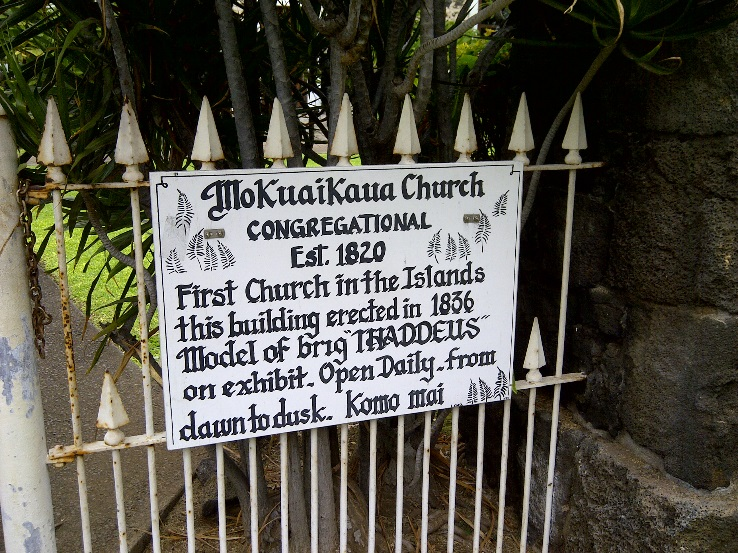 MoKuaiKaua Church
CONGREGATIONAL
Est. 1820
First Church in the Islands
this building erected in 1836
Model of brig "THADDEUS"
on exhibit. Open Daily - from
dawn to dusk. Komo mai